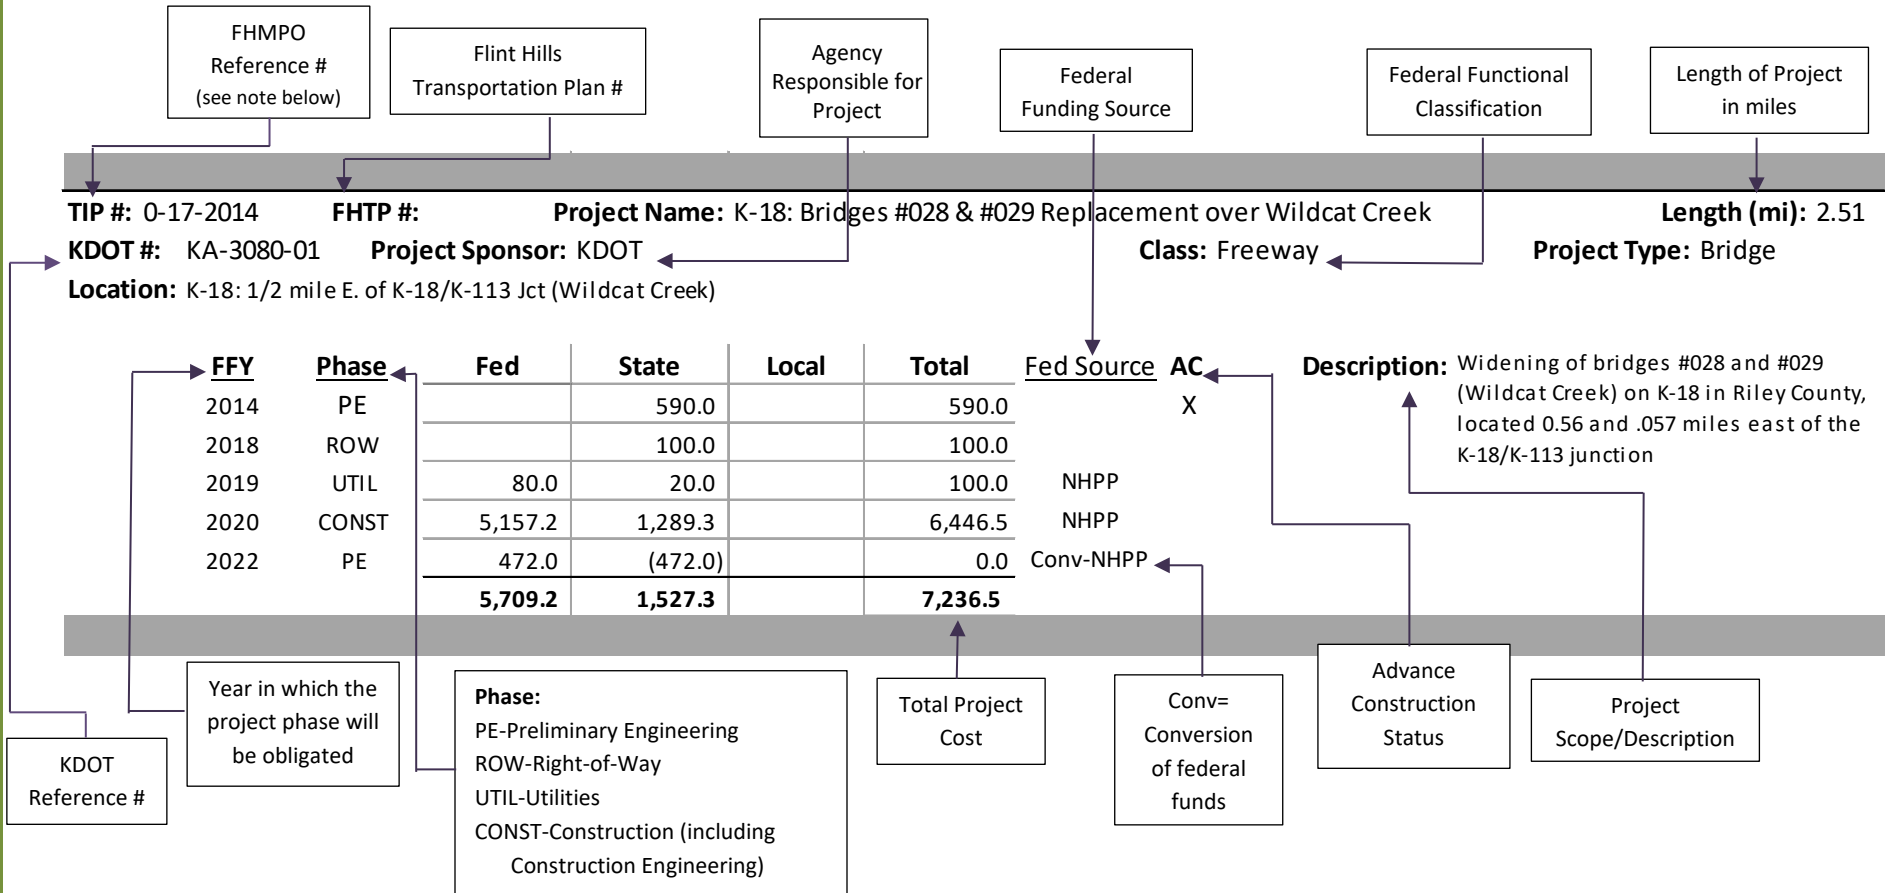 FHMPO
Reference #
(see note below)
Flint Hills
Transportation Plan #
Agency
Responsible for
Project
Federal
Funding Source
Federal Functional
Classification
Length of Project
in miles
TIP #: 0-17-2014 FHTP #: Project Name: K-18: Bridges #028 & #029 Replacement over Wildcat Creek Length (mi): 2.51
KDOT #: KA-3080-01 Project Sponsor: KDOT Class: Freeway Project Type: Bridge
Location: K-18: 1/2 mile E. of K-18/K-113 Jct (Wildcat Creek)
FFY Phase Fed State Local Total Fed Source AC
2014 PE 590.0 590.0 X
2018 ROW 100.0 100.0
2019 UTIL 80.0 20.0 100.0 NHPP
2020 CONST 5,157.2 1,289.3 6,446.5 NHPP
2022 PE 472.0 (472.0) 0.0 Conv-NHPP
5,709.2 1,527.3 7,236.5
Description: Widening of bridges #028 and #029
(Wildcat Creek) on K-18 in Riley County,
located 0.56 and .057 miles east of the
K-18/K-113 junction
KDOT
Reference #
Year in which the
project phase will
be obligated
Phase:
PE-Preliminary Engineering
ROW-Right-of-Way
UTIL-Utilities
CONST-Construction (including
Construction Engineering)
Total Project
Cost
Conv=
Conversion
of federal
funds
Advance
Construction
Status
Project
Scope/Description